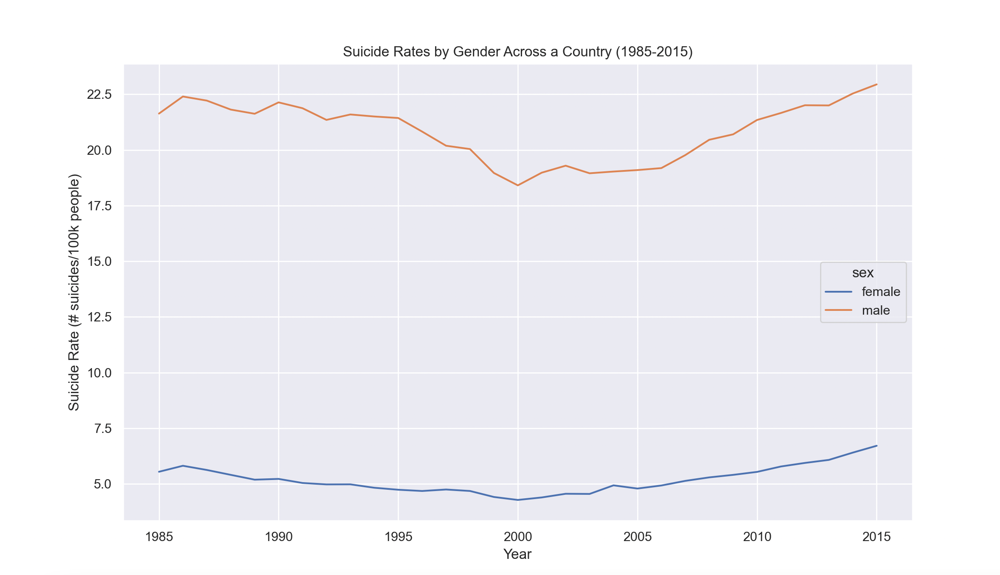 Suicide Rates by Gender Across a Country (1985-2015)
Suicide Rate (# suicides/100k people)
22.5
20.0
17.5
15.0
12.5
10.0
7.5
5.0
sex
female
male
1985 1990 1995 2000 2005 2010 2015
Year